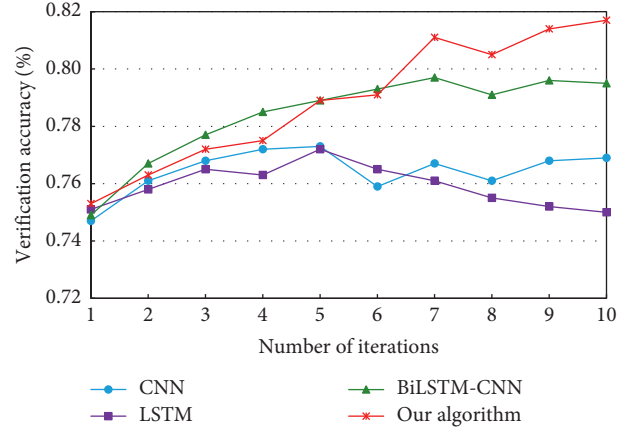 0.82
0.80
0.78
0.76
0.74
0.72
Verification accuracy (%)
1 2 3 4 5 6 7 8 9 10
Number of iterations
CNN BiLSTM-CNN
LSTM Our algorithm